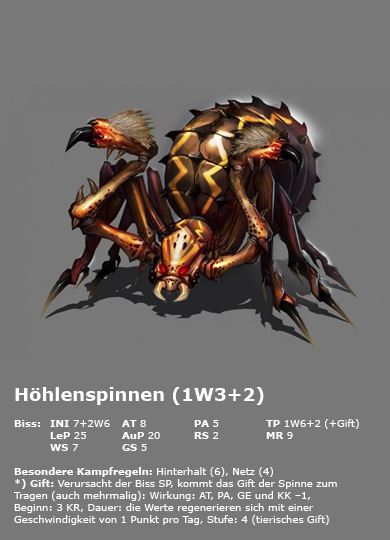 Höhlenspinnen (1W3+2)
Biss: INI 7+2W6 AT 8 PA 5 TP 1W6+2 (+Gift)
LeP 25 AuP 20 RS 2 MR 9
WS 7 GS 5
Besondere Kampfregeln: Hinterhalt (6), Netz (4)
*) Gift: Verursacht der Biss SP, kommt das Gift der Spinne zum
Tragen (auch mehrmalig): Wirkung: AT, PA, GE und KK –1,
Beginn: 3 KR, Dauer: die Werte regenerieren sich mit einer
Geschwindigkeit von 1 Punkt pro Tag, Stufe: 4 (tierisches Gift)